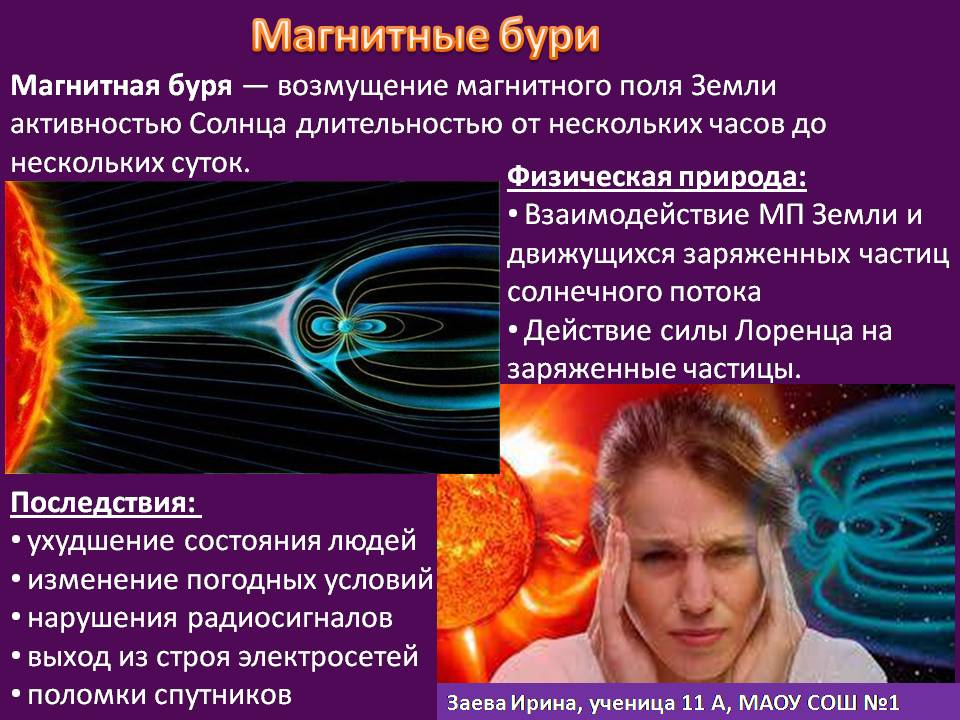 Магнитные бури
Магнитная буря — возмущение магнитного поля Земли
активностью Солнца длительностью от нескольких часов до
нескольких суток.
Физическая природа:
• Взаимодействие МП Земли и
движущихся заряженных частиц
солнечного потока
• Действие силы Лоренца на
заряженные частицы.
Последствия:
• ухудшение состояния людей
• изменение погодных условий
• нарушения радиосигналов
• выход из строя электросетей
• поломки спутников
Заева Ирина, ученица 11 А, МАОУ СОШ №1